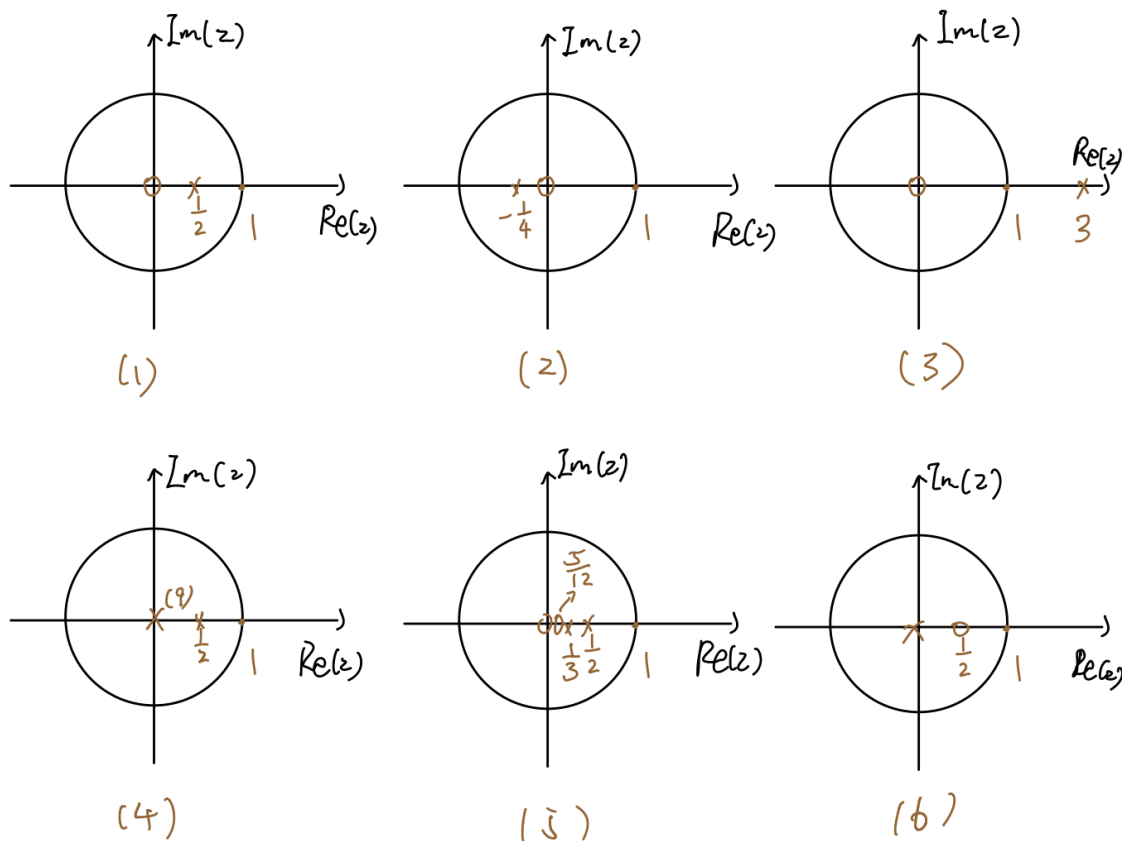 Im(z)
1/2
1
Re(z)
(1)
Im(z)
-1/4
1
Re(z)
(2)
Im(z)
Re(z)
1
3
(3)
Im(z)
(9)
1/2
1
Re(z)
(4)
Im(z)
5/12
1/3 1/2
1
Re(z)
(5)
Im(z)
1/2
1
Re(z)
(6)